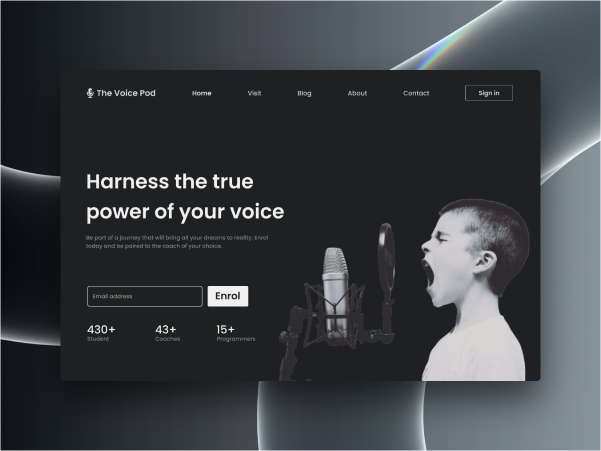 The Voice Pod
Home
Visit
Blog
About
Contact
Sign in
Harness the true
power of your voice
Be part of a journey that will bring all your dreams to reality. Enrol
today and be paired to the coach of your choice.
Email address
Enrol
430+
43+
15+
Student
Coaches
Programmers